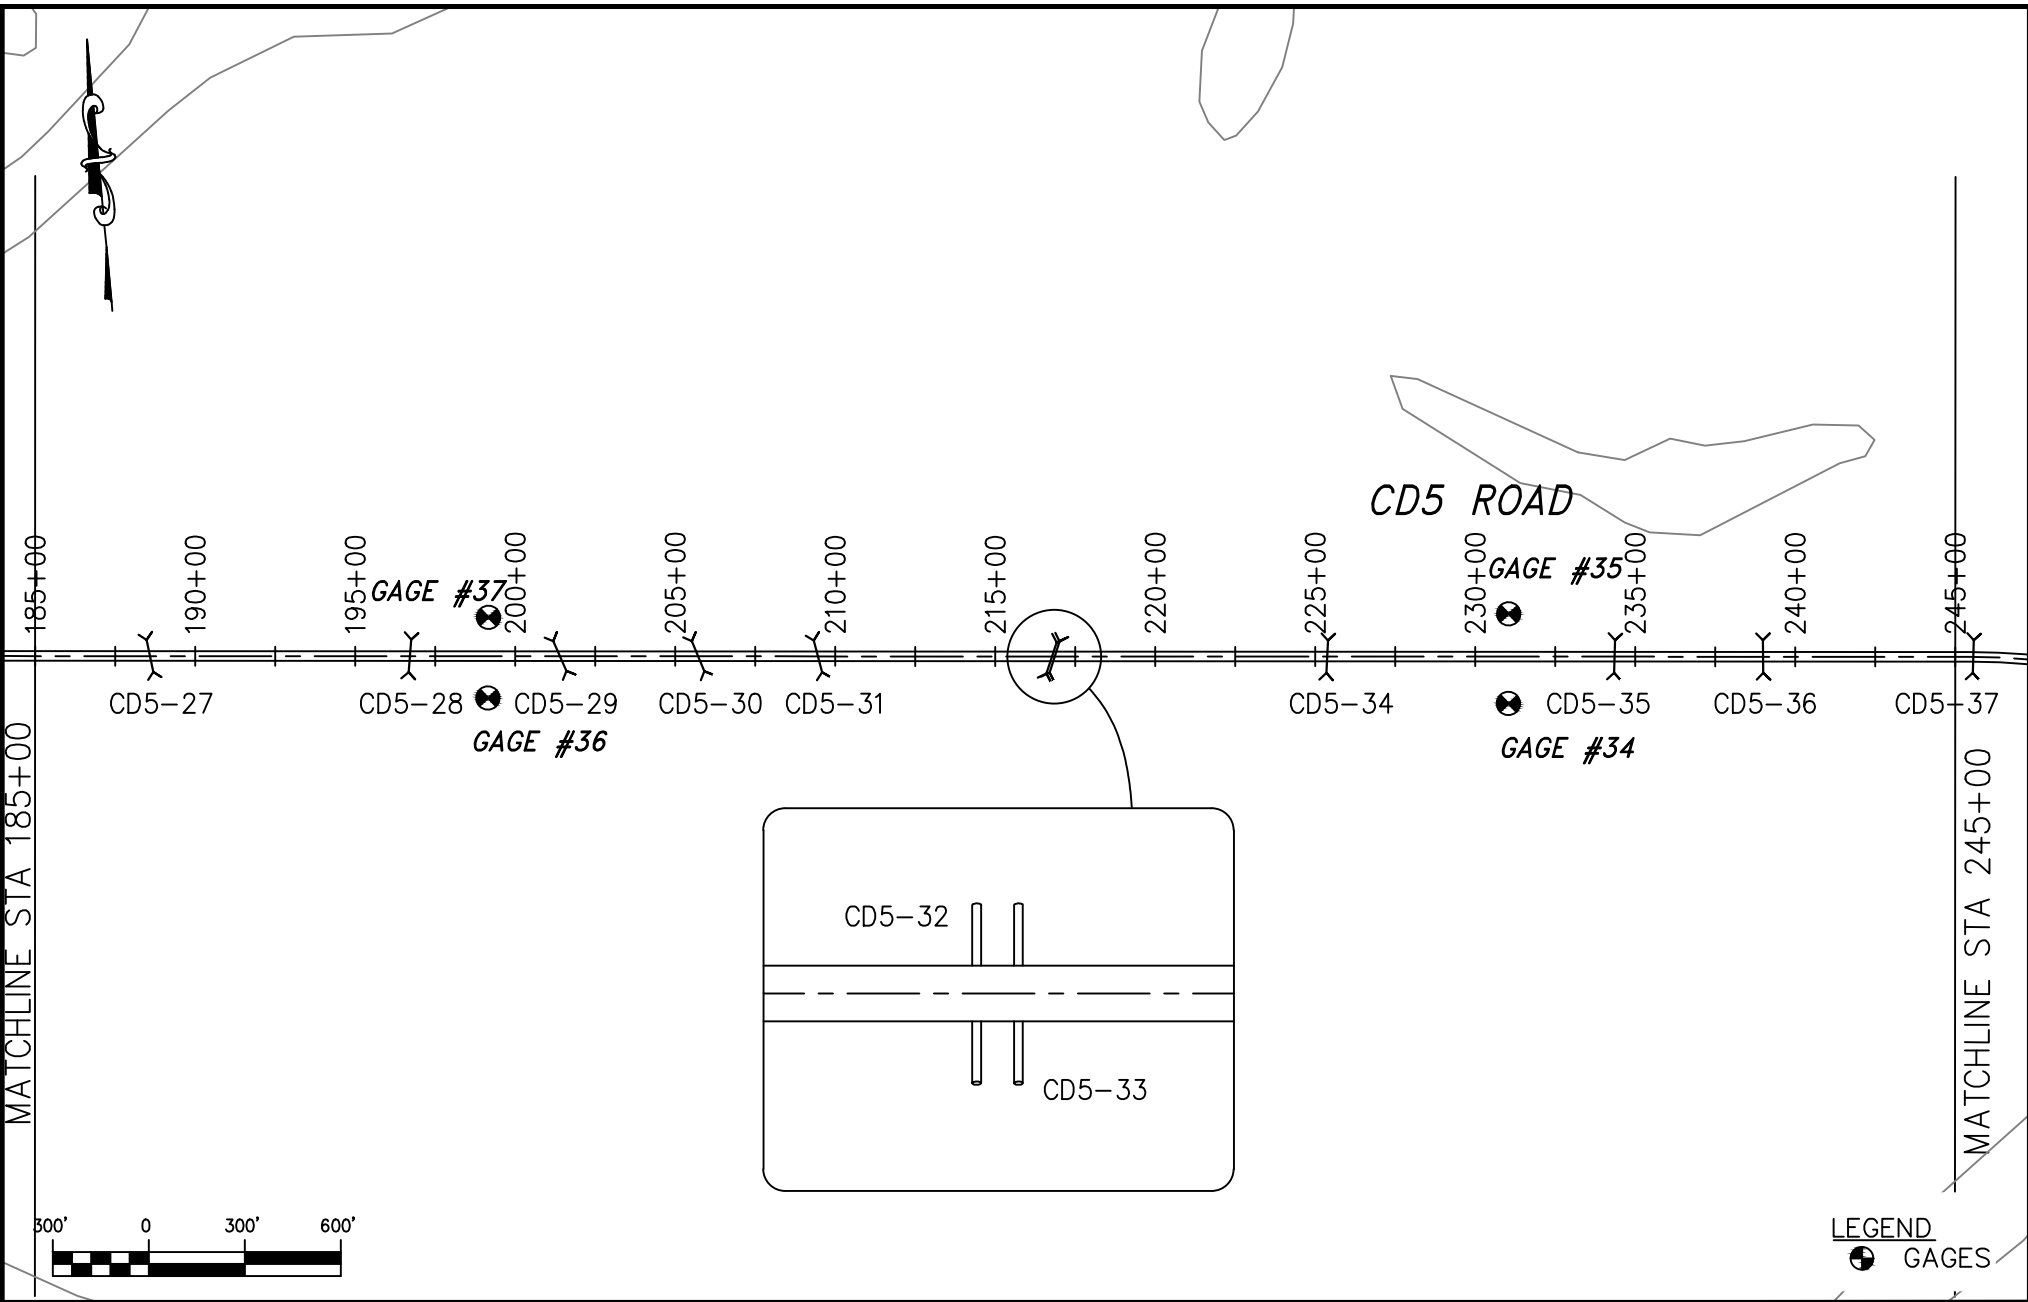 CD5 ROAD
185+00
190+00
195+00
200+00
205+00
210+00
215+00
220+00
225+00
230+00
235+00
240+00
245+00
GAGE #37
GAGE #35
CD5-27
CD5-28
CD5-29
CD5-30
CD5-31
CD5-34
CD5-35
CD5-36
CD5-37
GAGE #36
GAGE #34
MATCHLINE STA 185+00
MATCHLINE STA 245+00
CD5-32
CD5-33
300' 0 300' 600'
LEGEND
GAGES